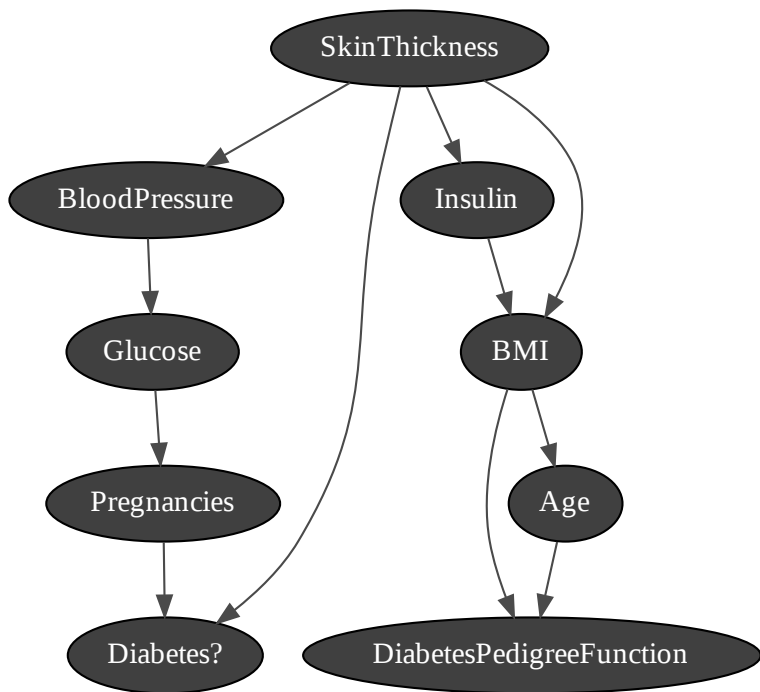 SkinThickness
BloodPressure
Insulin
Glucose
BMI
Pregnancies
Age
Diabetes?
DiabetesPedigreeFunction